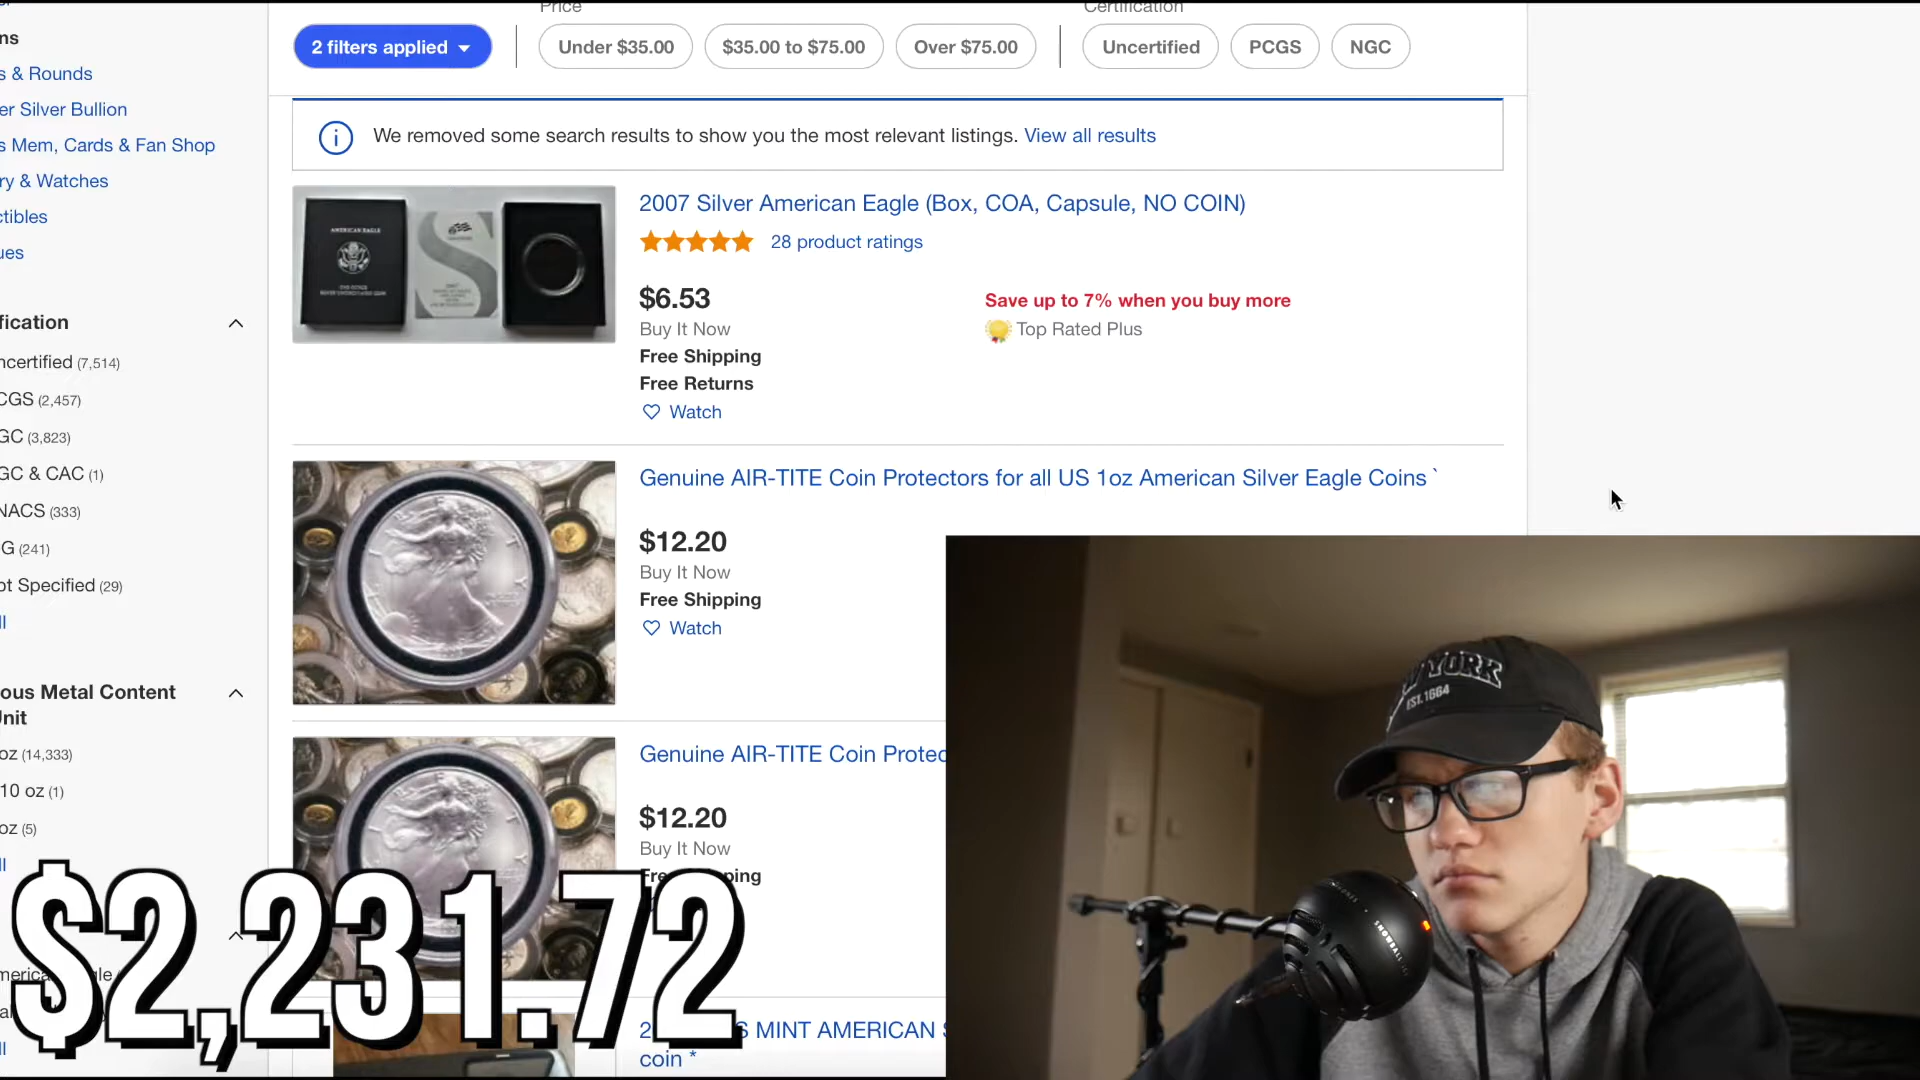 Price
Certification
2 filters applied
Under $35.00
$35.00 to $75.00
Over $75.00
Uncertified
PCGS
NGC
ns
s & Rounds
er Silver Bullion
s Mem, Cards & Fan Shop
ry & Watches
ctibles
ues
fication
ncertified (7,514)
CGS (2,457)
GC (3,823)
GC & CAC (1)
NACS (333)
G (241)
ot Specified (29)
ll
ous Metal Content
Unit
oz (14,333)
10 oz (1)
oz (5)
ll
We removed some search results to show you the most relevant listings. View all results
AMERICAN EAGLE
2007 Silver American Eagle (Box, COA, Capsule, NO COIN)
28 product ratings
$6.53
Buy It Now
Free Shipping
Free Returns
Watch
Save up to 7% when you buy more
Top Rated Plus
Genuine AIR-TITE Coin Protectors for all US 1oz American Silver Eagle Coins `
$12.20
Buy It Now
Free Shipping
Watch
Genuine AIR-TITE Coin Protec
$12.20
Buy It Now
S MINT AMERICAN
coin *
$2,231.72
W YORK
EST. 1664
SNOWBALL